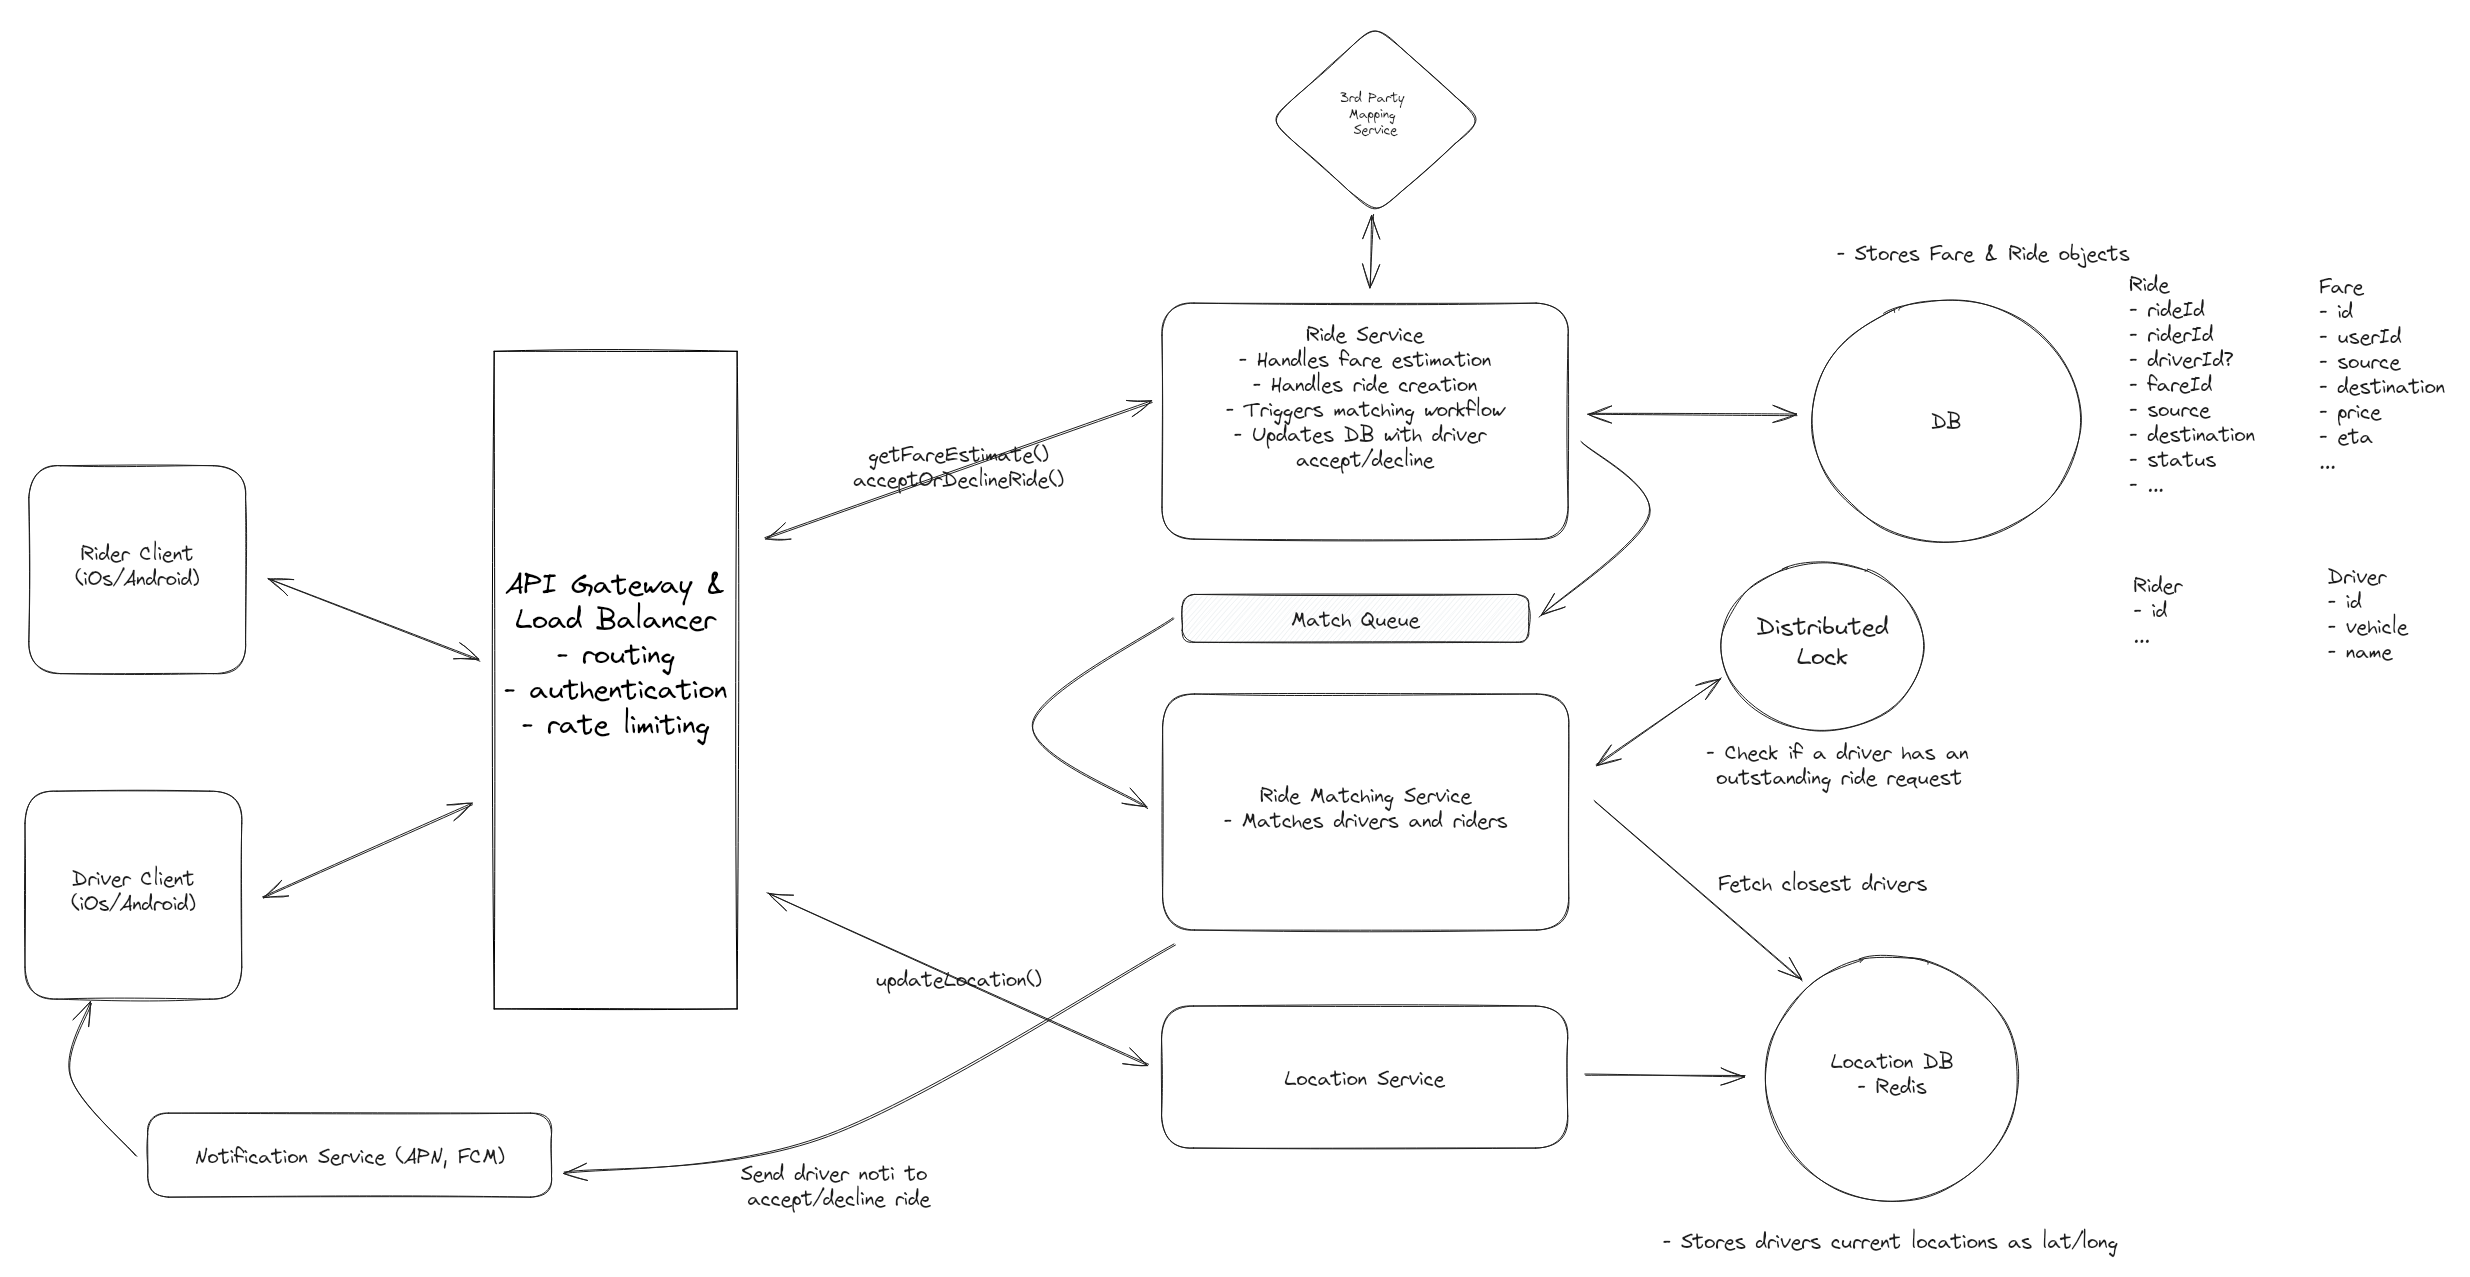 3rd Party
Mapping
Service
- Stores Fare & Ride objects
Ride
- rideId
- riderId
- driverId?
- fareId
- source
- destination
- status
- ...
Fare
- id
- userId
- source
- destination
- price
- eta
...
Ride Service
- Handles fare estimation
- Handles ride creation
- Triggers matching workflow
- Updates DB with driver
accept/decline
DB
getFareEstimate()
acceptOrDeclineRide()
Rider Client
(iOs/Android)
API Gateway &
Load Balancer
- routing
- authentication
- rate limiting
Match Queue
Distributed
Lock
- Check if a driver has an
outstanding ride request
Rider
- id
...
Driver
- id
- vehicle
- name
Ride Matching Service
- Matches drivers and riders
Fetch closest drivers
Driver Client
(iOs/Android)
updateLocation()
Location Service
Location DB
- Redis
Notification Service (APN, FCM)
Send driver noti to
accept/decline ride
- Stores drivers current locations as lat/long